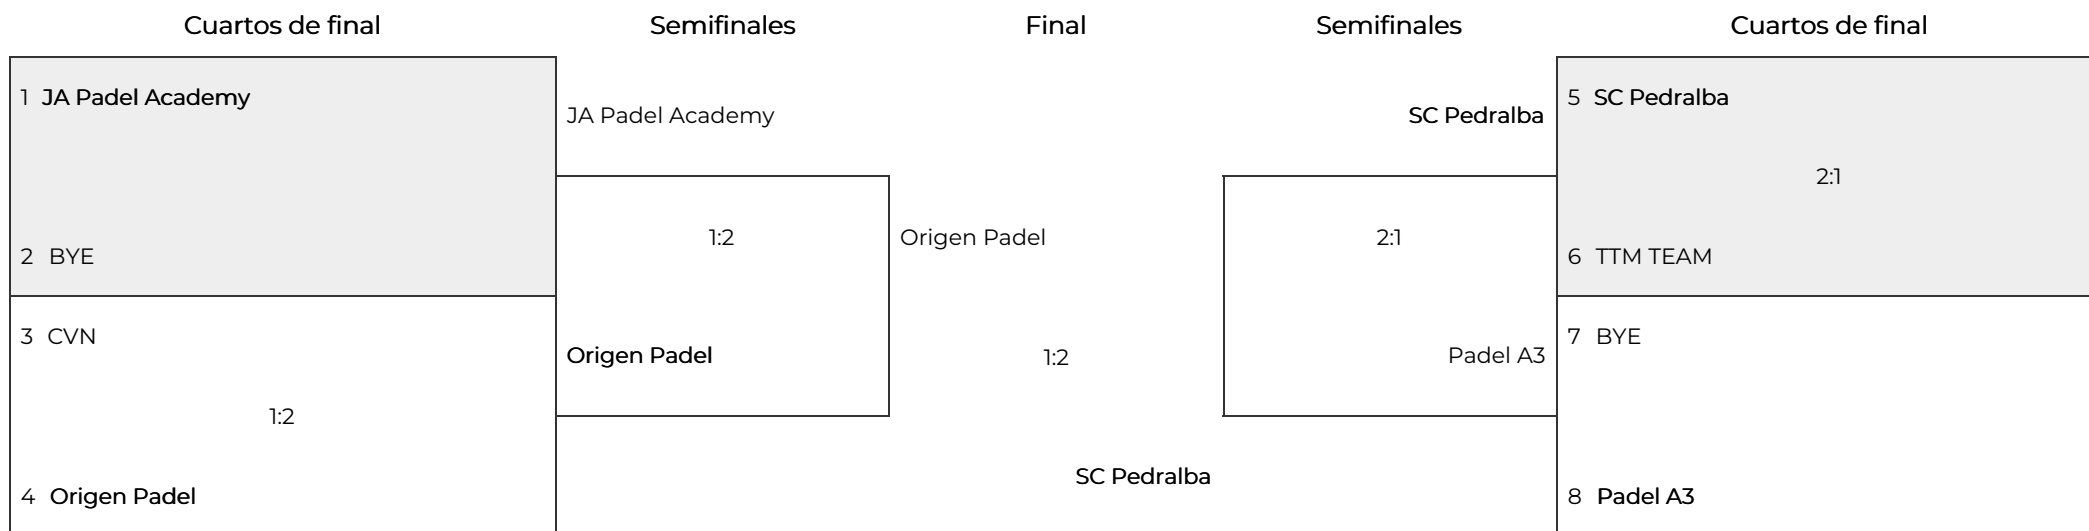 Cuartos de final
Semifinales
Final
Semifinales
Cuartos de final
1 JA Padel Academy
2 BYE
3 CVN
1:2
4 Origen Padel
JA Padel Academy
1:2
Origen Padel
Origen Padel
1:2
SC Pedralba
SC Pedralba
2:1
Padel A3
5 SC Pedralba
2:1
6 TTM TEAM
7 BYE
8 Padel A3